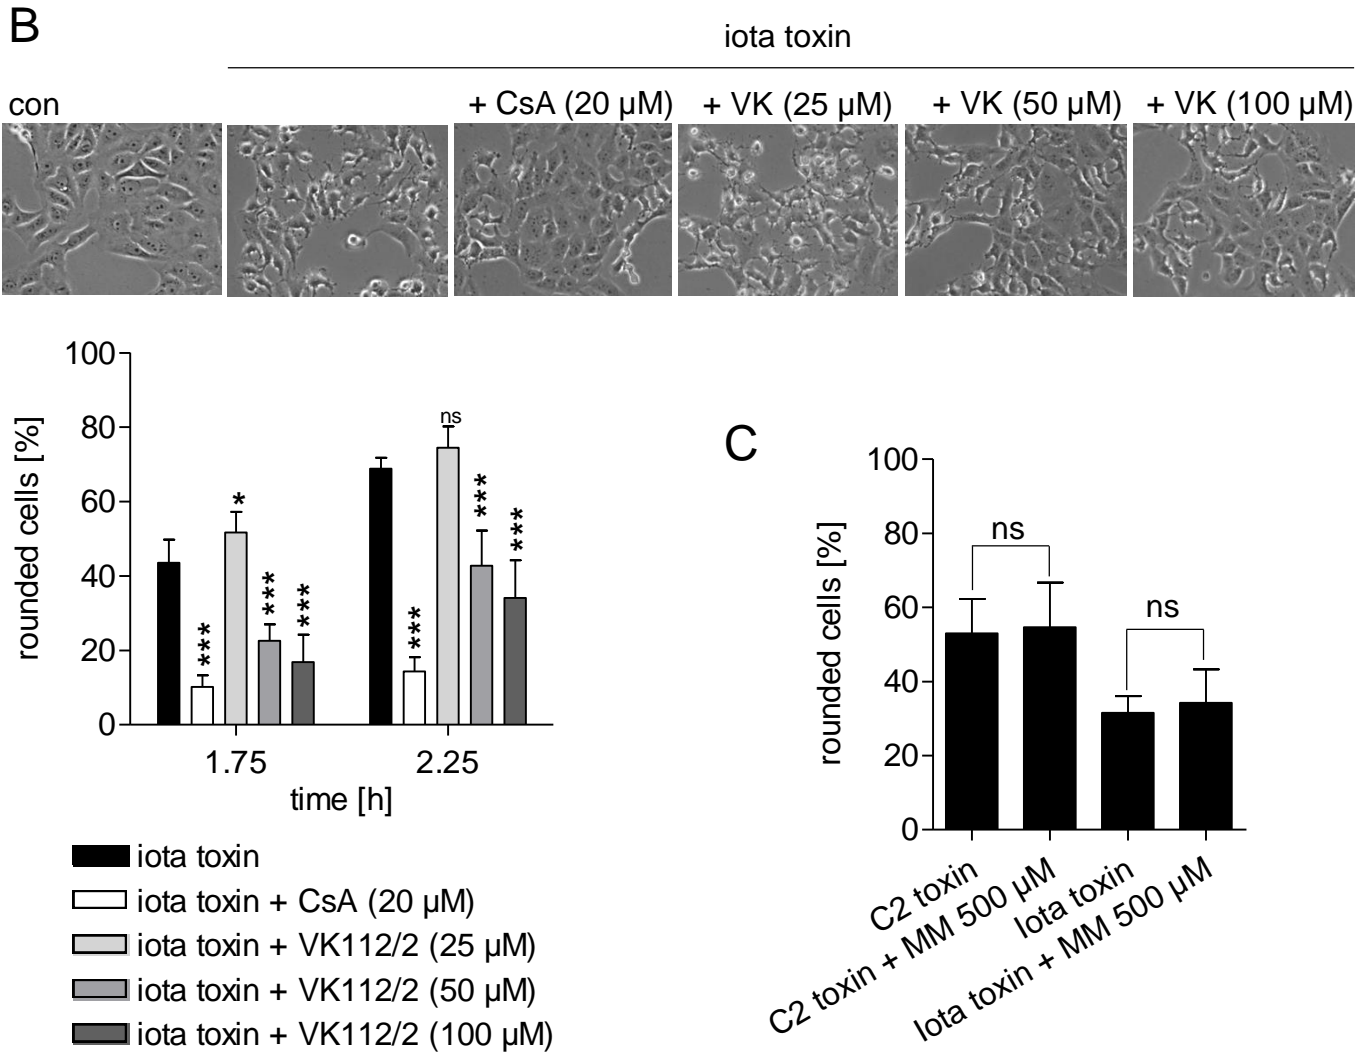 B
iota toxin
con
+ CsA (20 µM)
+ VK (25 µM)
+ VK (50 µM)
+ VK (100 µM)
rounded cells [%]
100
80
60
40
20
0
***
*
***
***
***
ns
***
***
1.75
2.25
time [h]
iota toxin
iota toxin + CsA (20 µM)
iota toxin + VK112/2 (25 µM)
iota toxin + VK112/2 (50 µM)
iota toxin + VK112/2 (100 µM)
C
rounded cells [%]
100
80
60
40
20
0
ns
ns
C2 toxin
C2 toxin + MM 500 µM
Iota toxin
Iota toxin + MM 500 µM